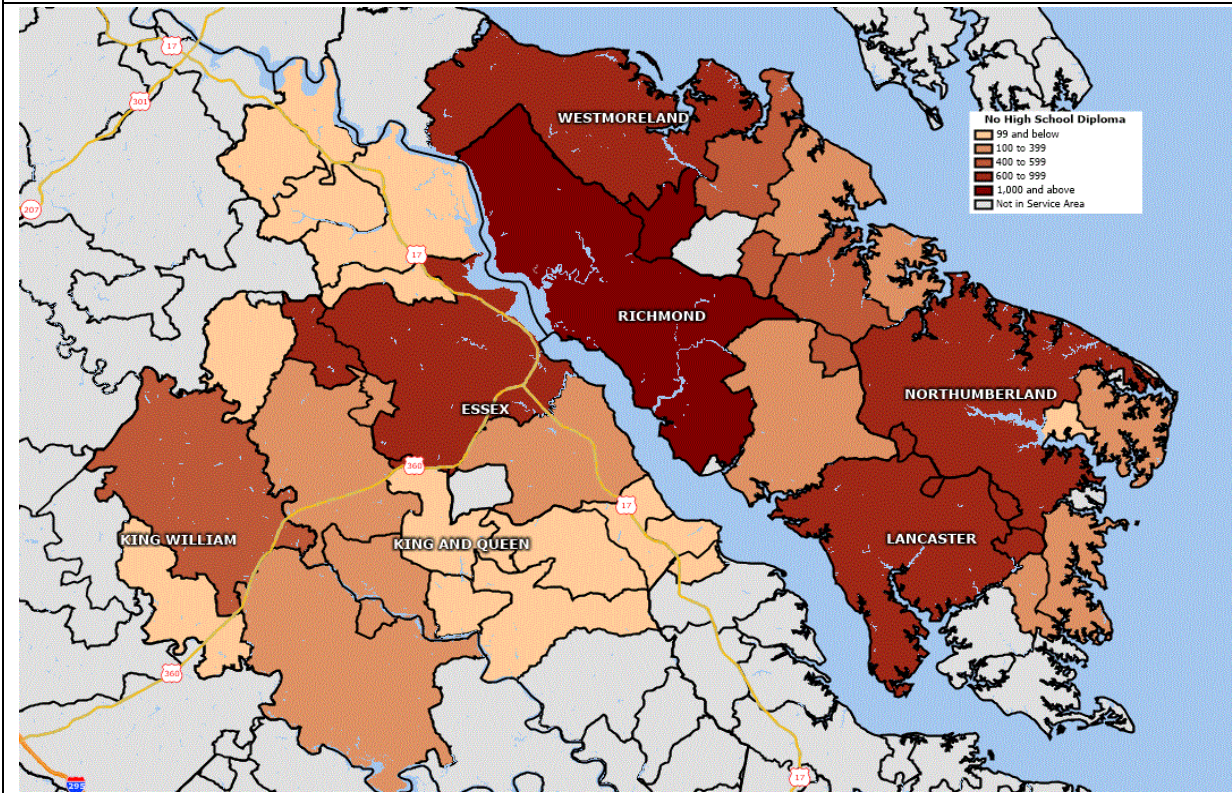 17
301
207
WESTMORELAND
No High School Diploma
99 and below
100 to 399
400 to 599
600 to 999
1,000 and above
Not in Service Area
17
RICHMOND
NORTHUMBERLAND
ESSEX
360
17
KING WILLIAM
KING AND QUEEN
LANCASTER
360
295
17